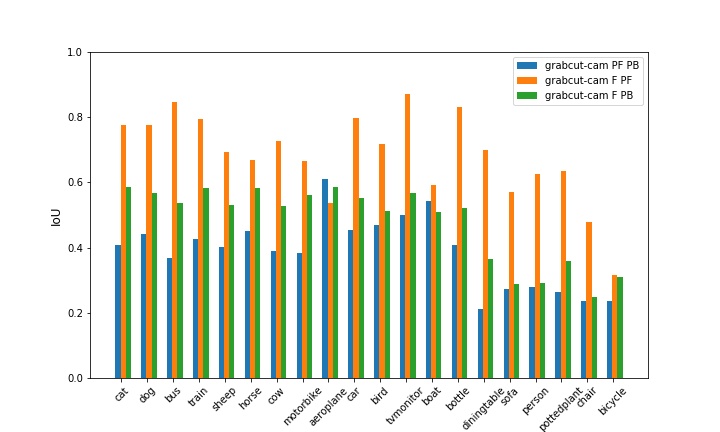 1.0
0.8
0.6
0.4
0.2
0.0
IoU
grabcut-cam PF PB
grabcut-cam F PF
grabcut-cam F PB
cat
dog
bus
train
sheep
horse
cow
motorbike
aeroplane
car
bird
tvmonitor
boat
bottle
diningtable
sofa
person
pottedplant
chair
bicycle